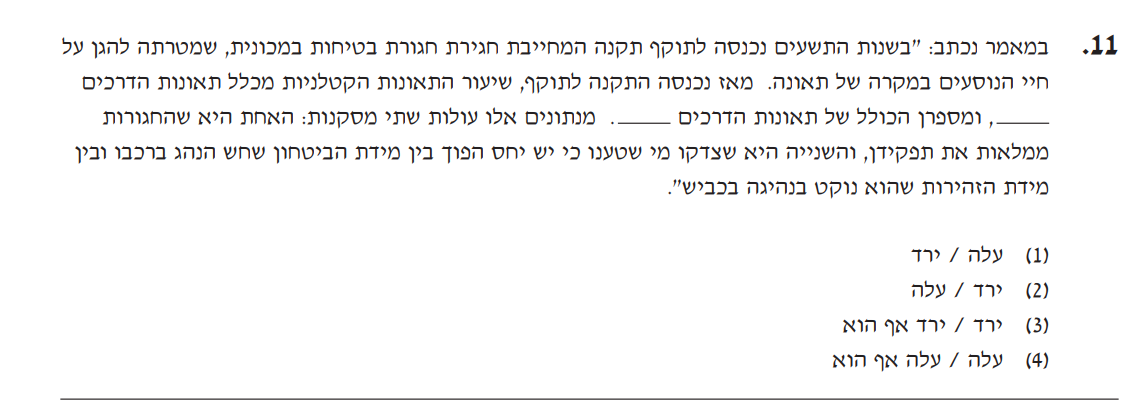 11. במאמר נכתב: "בשנות התשעים נכנסה לתוקף תקנה המחייבת חגירת חגורת בטיחות במכונית, שמטרתה להגן על
חיי הנוסעים במקרה של תאונה. מאז נכנסה התקנה לתוקף, שיעור התאונות הקטלניות מכלל תאונות הדרכים
_____, ומספרן הכולל של תאונות הדרכים _____. מנתונים אלו עולות שתי מסקנות: האחת היא שהחגורות
ממלאות את תפקידן, והשנייה היא שצדקו מי שטענו כי יש יחס הפוך בין מידת הביטחון שחש הנהג ברכבו ובין
מידת הזהירות שהוא נוקט בנהיגה בכביש".
(1) עלה / ירד
(2) ירד / עלה
(3) ירד / ירד אף הוא
(4) עלה / עלה אף הוא